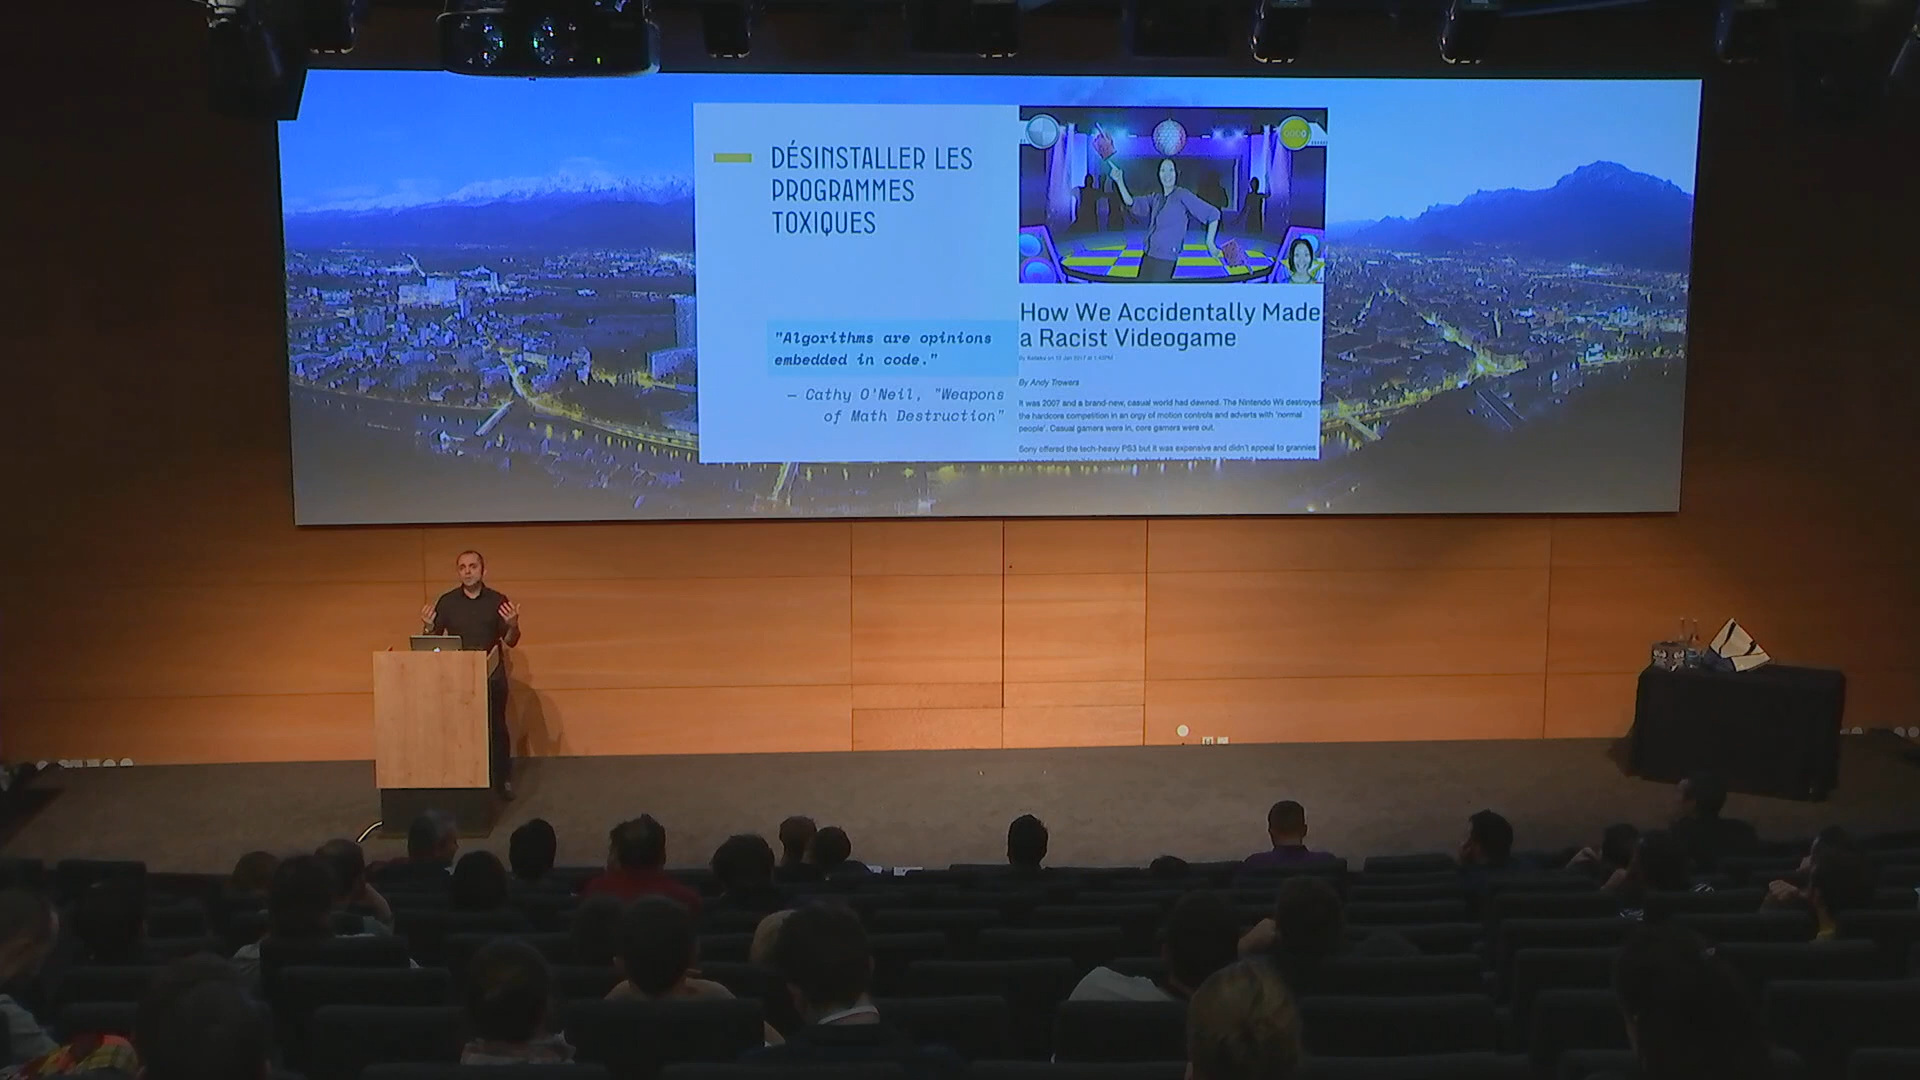 DÉSINSTALLER LES
PROGRAMMES
TOXIQUES
"Algorithms are opinions
embedded in code."
— Cathy O'Neil, "Weapons
of Math Destruction"
How We Accidentally Made
a Racist Videogame
By Andy Trowers
It was 2007 and a brand-new, casual world had dawned. The Nintendo Wii destroyed
the hardcore competition in an orgy of motion controls and adverts with 'normal
people'. Casual gamers were in, core gamers were out.
Sony offered the tech-heavy PS3 but it was expensive and didn't appeal to grannies